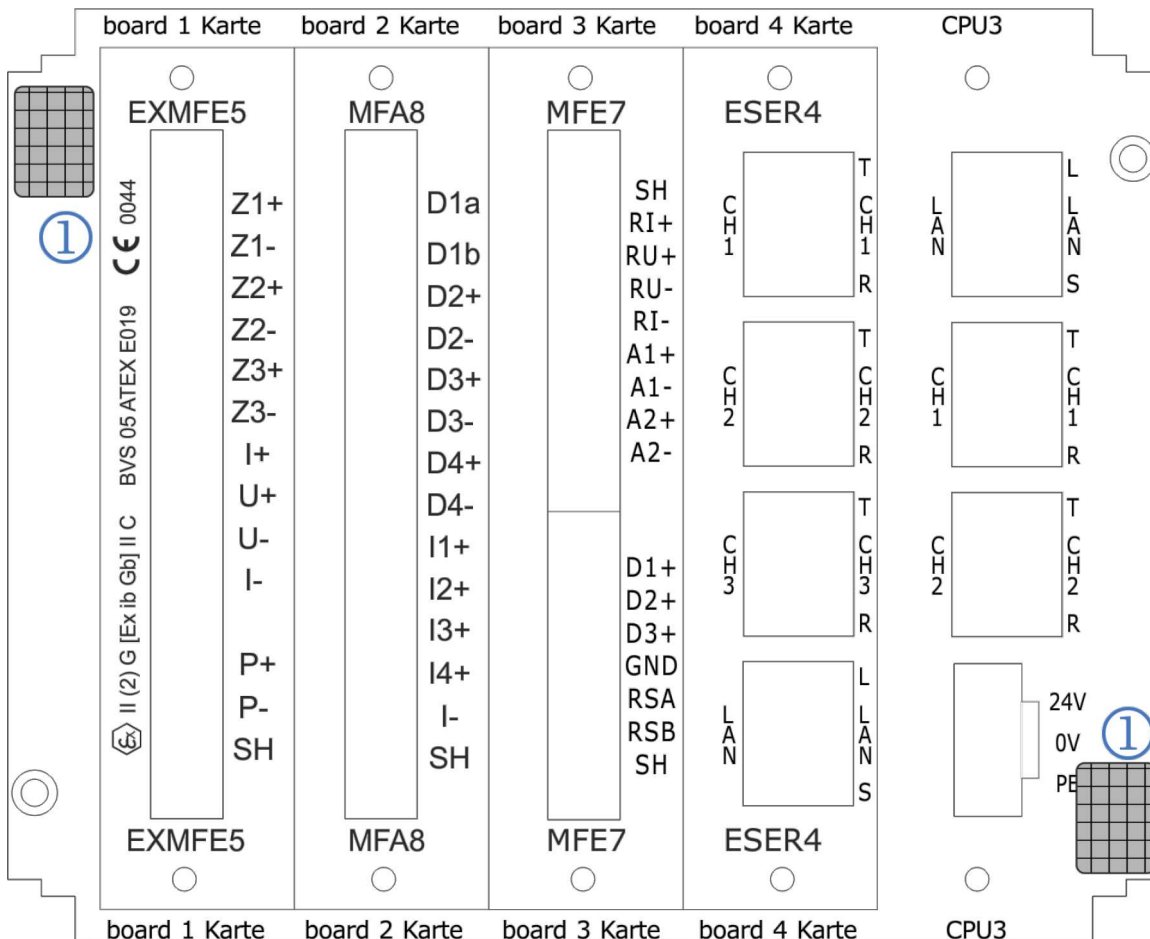 board 1 Karte
board 2 Karte
board 3 Karte
board 4 Karte
CPU3
EXMFE5
MFA8
MFE7
ESER4
①
CE 0044
BVS 05 ATEX E019
Ex II (2) G [Ex ib Gb] II C
Z1+
Z1-
Z2+
Z2-
Z3+
Z3-
I+
U+
U-
I-
P+
P-
SH
D1a
D1b
D2+
D2-
D3+
D3-
D4+
D4-
I1+
I2+
I3+
I4+
I-
SH
SH
RI+
RU+
RU-
RI-
A1+
A1-
A2+
A2-
D1+
D2+
D3+
GND
RSA
RSB
SH
CH1
T CH1 R
CH2
T CH2 R
CH3
T CH3 R
LAN
L LAN S
LAN
L LAN S
CH1
T CH1 R
CH2
T CH2 R
24V
0V
①
PE
EXMFE5
MFA8
MFE7
ESER4
board 1 Karte
board 2 Karte
board 3 Karte
board 4 Karte
CPU3